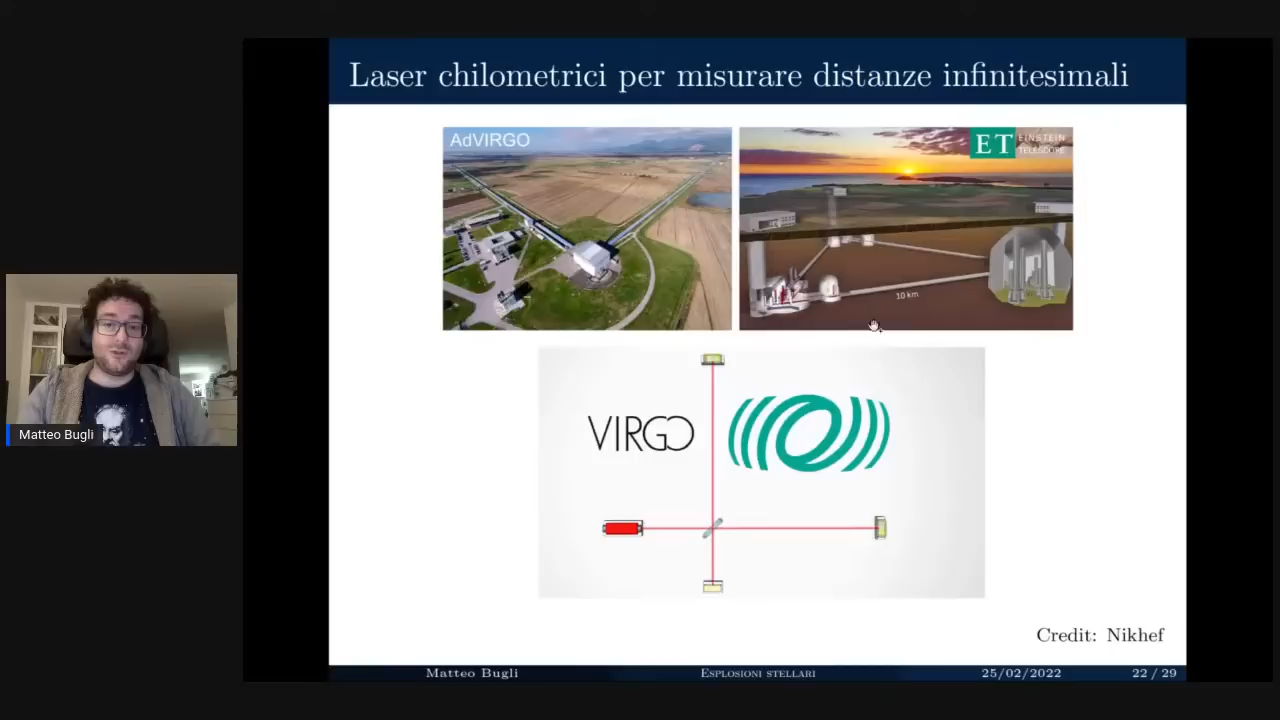 Laser chilometrici per misurare distanze infinitesimali
AdVIRGO
ET EINSTEIN
TELESCOPE
10 km
Matteo Bugli
VIRGO
Credit: Nikhef
Matteo Bugli Esplosioni stellari 25/02/2022 22 / 29